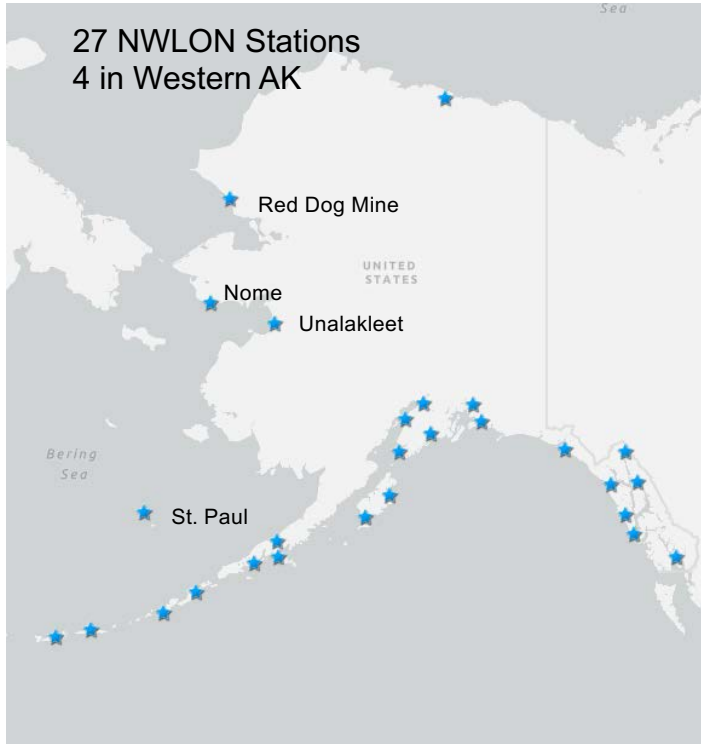 Sea
27 NWLON Stations
4 in Western AK
Red Dog Mine
UNITED
STATES
Nome
Unalakleet
Bering
Sea
St. Paul